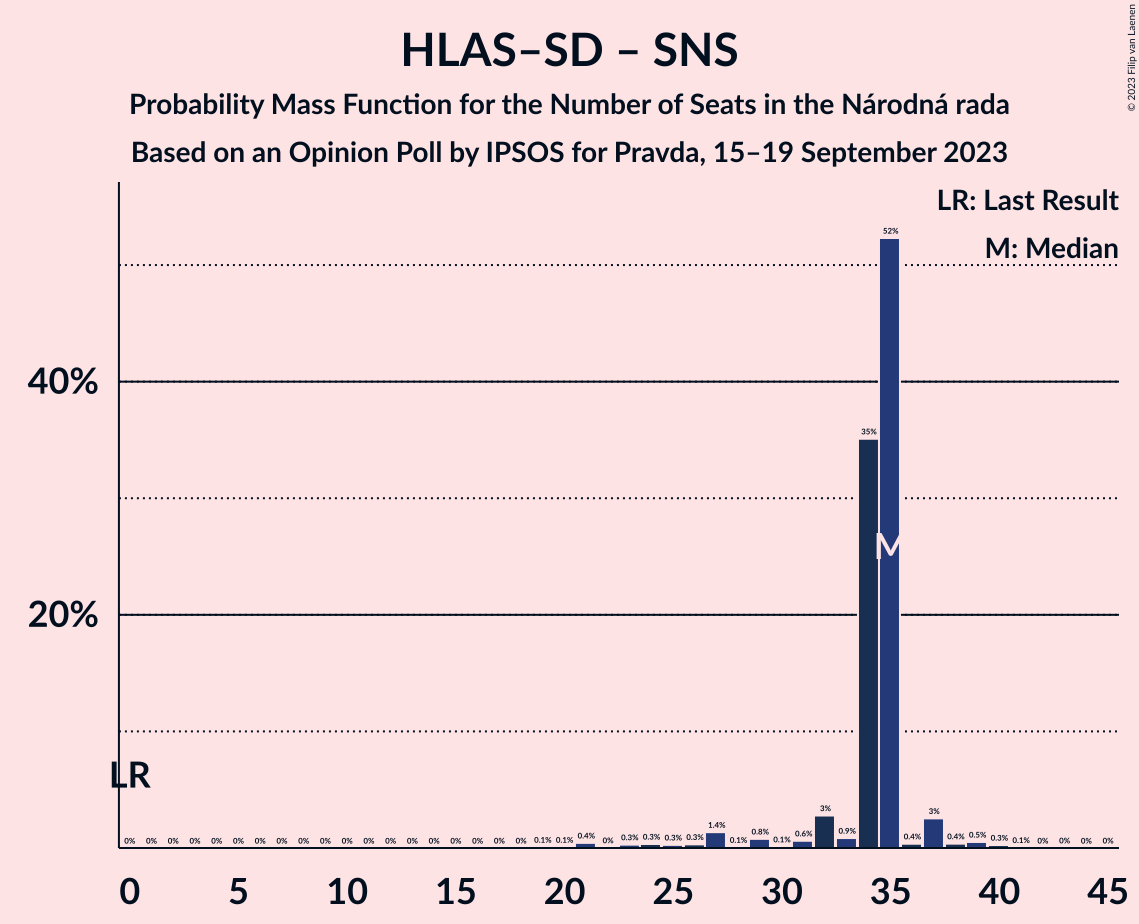 HLAS–SD – SNS
Probability Mass Function for the Number of Seats in the Národná rada
Based on an Opinion Poll by IPSOS for Pravda, 15–19 September 2023
© 2023 Filip van Laenen
LR: Last Result
M: Median
40%
20%
LR
M
0% 0% 0% 0% 0% 0% 0% 0% 0% 0% 0% 0% 0% 0% 0% 0% 0% 0% 0% 0.1% 0.1% 0.4% 0% 0.3% 0.3% 0.3% 0.3% 1.4% 0.1% 0.8% 0.1% 0.6% 3% 0.9% 35% 52% 0.4% 3% 0.4% 0.5% 0.3% 0.1% 0% 0% 0% 0%
0 5 10 15 20 25 30 35 40 45